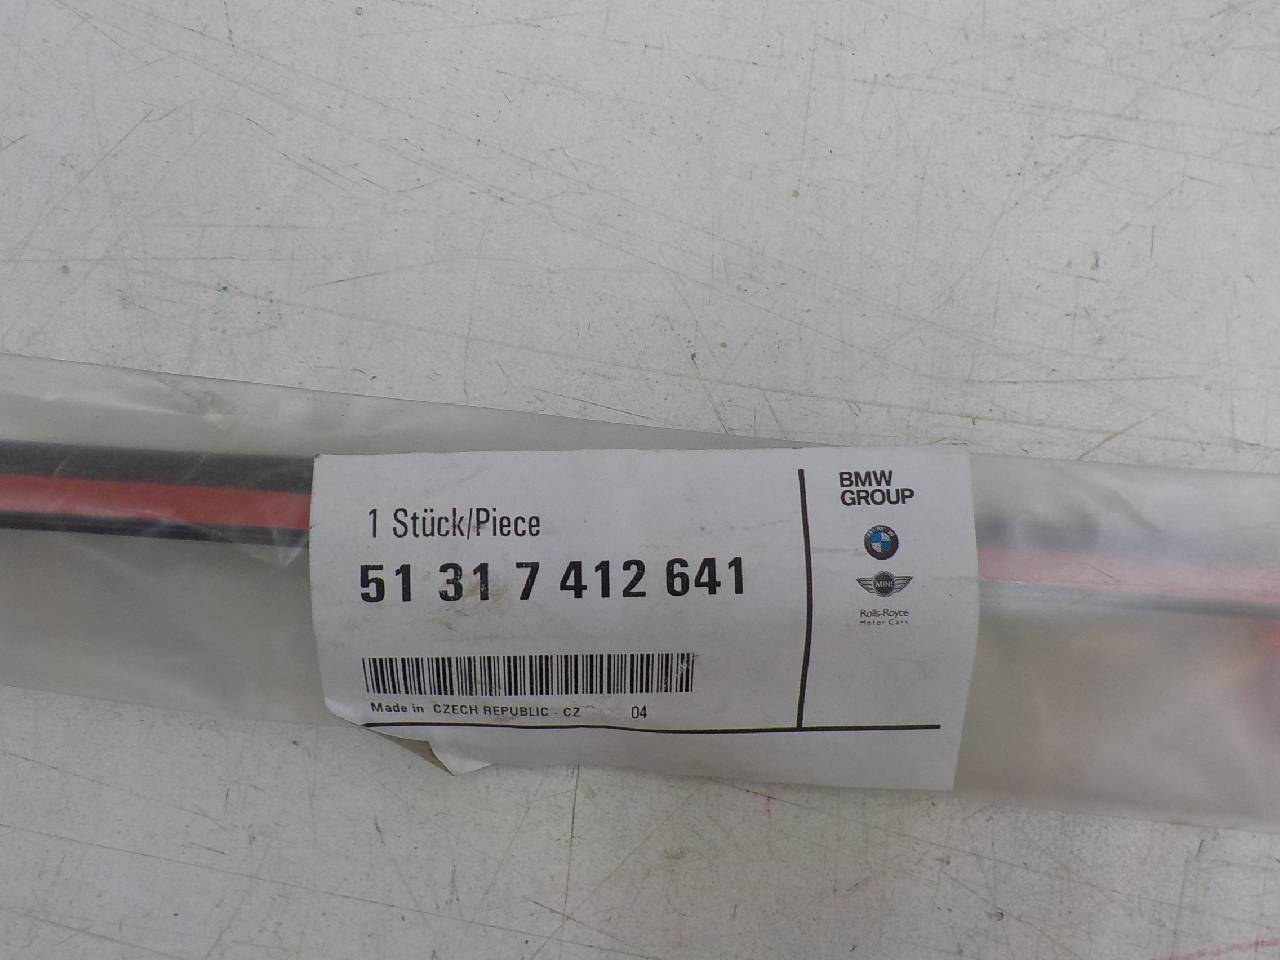 1 Stück/Piece
51 31 7 412 641
Made in CZECH REPUBLIC - CZ 04
BMW
GROUP
MINI
Rolls-Royce
Motor Cars